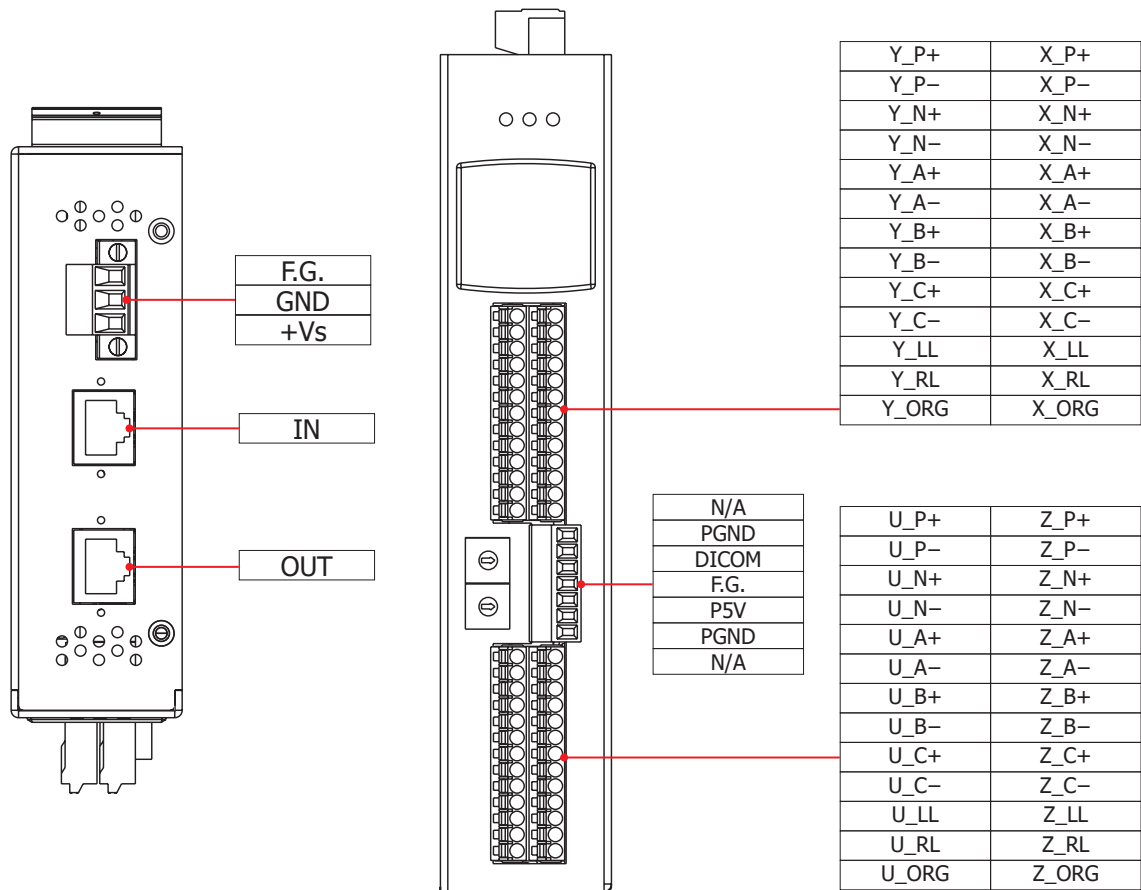 F.G.
GND
+Vs
IN
OUT
Y_P+ X_P+
Y_P− X_P−
Y_N+ X_N+
Y_N− X_N−
Y_A+ X_A+
Y_A− X_A−
Y_B+ X_B+
Y_B− X_B−
Y_C+ X_C+
Y_C− X_C−
Y_LL X_LL
Y_RL X_RL
Y_ORG X_ORG
N/A
PGND
DICOM
F.G.
P5V
PGND
N/A
U_P+ Z_P+
U_P− Z_P−
U_N+ Z_N+
U_N− Z_N−
U_A+ Z_A+
U_A− Z_A−
U_B+ Z_B+
U_B− Z_B−
U_C+ Z_C+
U_C− Z_C−
U_LL Z_LL
U_RL Z_RL
U_ORG Z_ORG